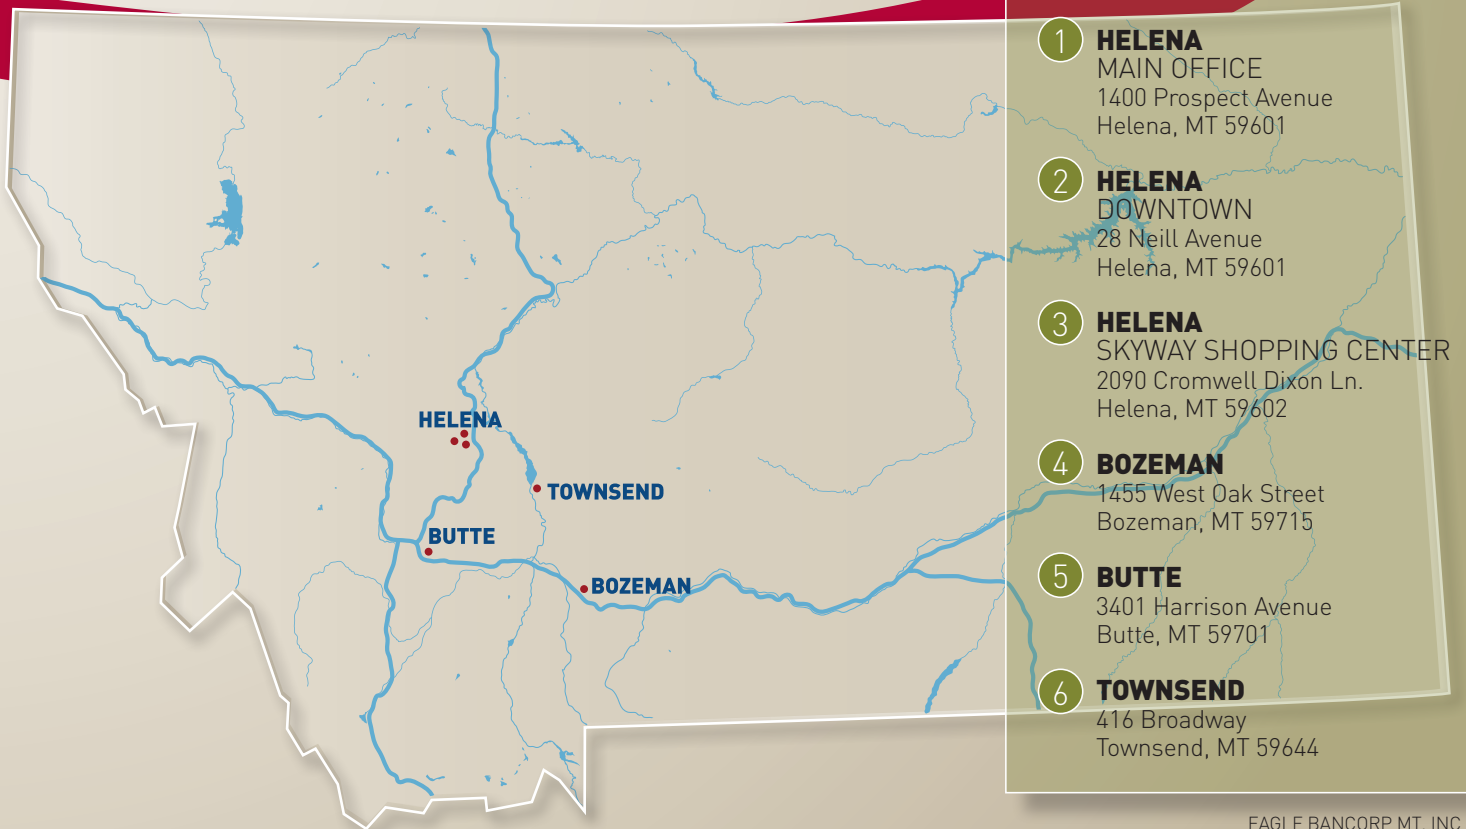 HELENA
TOWNSEND
BUTTE
BOZEMAN
1 HELENA
MAIN OFFICE
1400 Prospect Avenue
Helena, MT 59601
2 HELENA
DOWNTOWN
28 Neill Avenue
Helena, MT 59601
3 HELENA
SKYWAY SHOPPING CENTER
2090 Cromwell Dixon Ln.
Helena, MT 59602
4 BOZEMAN
1455 West Oak Street
Bozeman, MT 59715
5 BUTTE
3401 Harrison Avenue
Butte, MT 59701
6 TOWNSEND
416 Broadway
Townsend, MT 59644
EAGLE BANCORP MT, INC